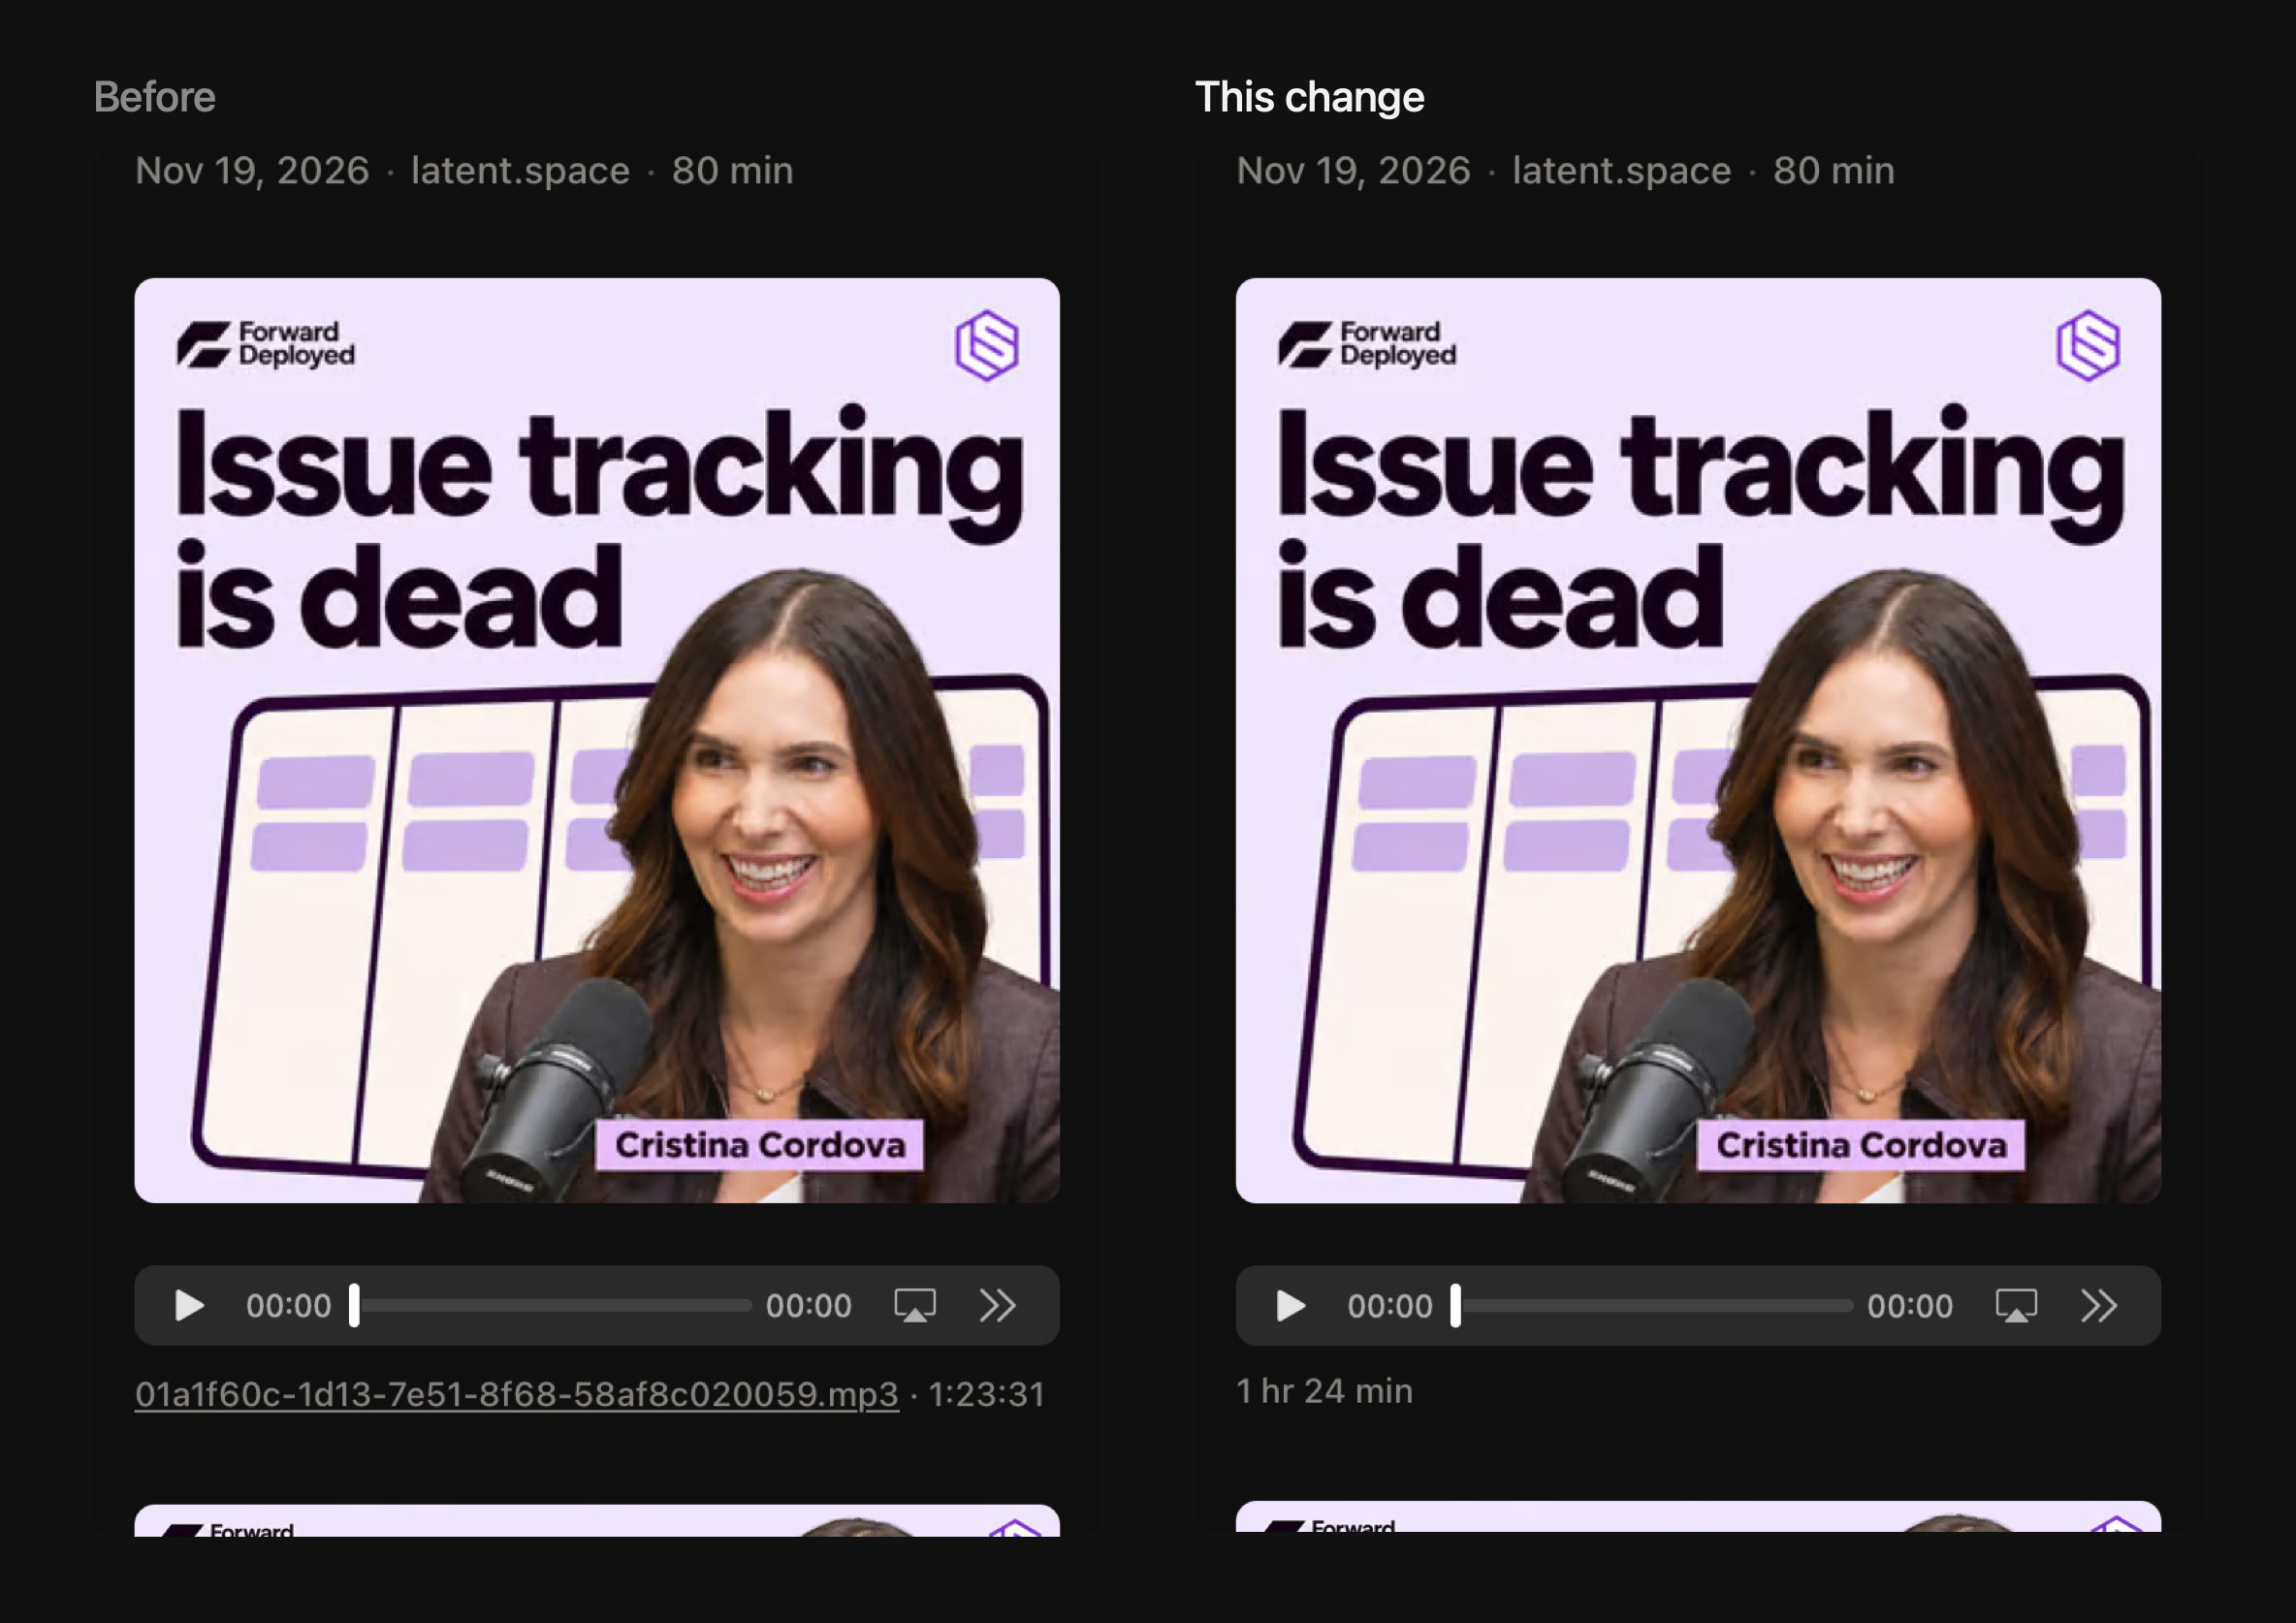 Before
Nov 19, 2026 · latent.space · 80 min
Forward
Deployed
Issue tracking
is dead
Cristina Cordova
00:00 00:00
01a1f60c-1d13-7e51-8f68-58af8c020059.mp3 · 1:23:31
Forward
This change
Nov 19, 2026 · latent.space · 80 min
Forward
Deployed
Issue tracking
is dead
Cristina Cordova
00:00 00:00
1 hr 24 min
Forward